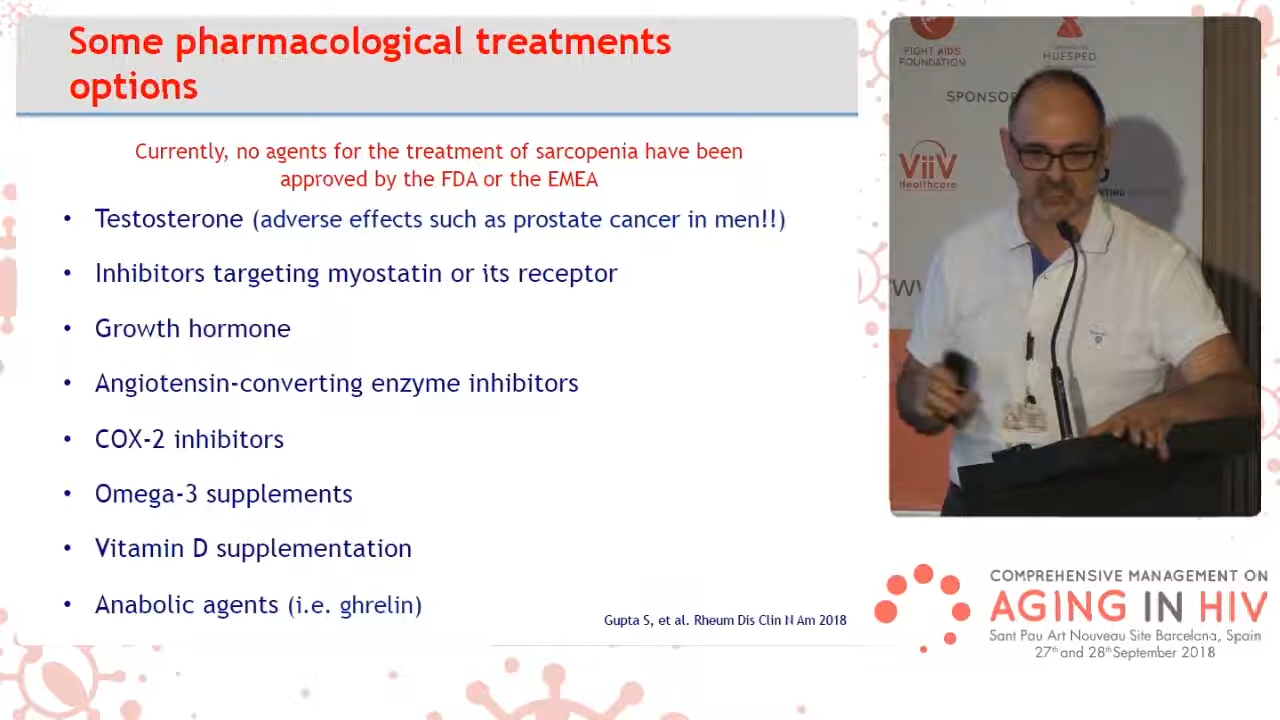 Some pharmacological treatments
options
Currently, no agents for the treatment of sarcopenia have been
approved by the FDA or the EMEA
• Testosterone (adverse effects such as prostate cancer in men!!)
• Inhibitors targeting myostatin or its receptor
• Growth hormone
• Angiotensin-converting enzyme inhibitors
• COX-2 inhibitors
• Omega-3 supplements
• Vitamin D supplementation
• Anabolic agents (i.e. ghrelin)
Gupta S, et al. Rheum Dis Clin N Am 2018
FIGHT AIDS
FOUNDATION
HUESPED
SPONSOR
ViiV
Healthcare
COMPREHENSIVE MANAGEMENT ON
AGING IN HIV
Sant Pau Art Nouveau Site Barcelona, Spain
27th and 28th September 2018